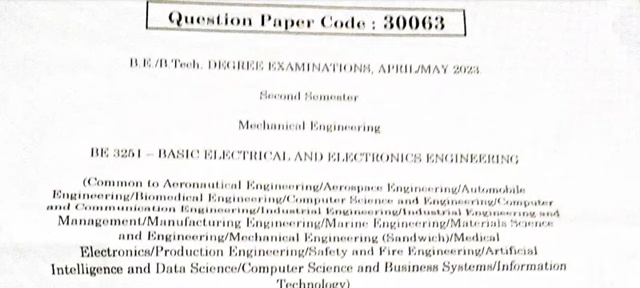 Question Paper Code : 30063
B.E./B.Tech. DEGREE EXAMINATIONS, APRIL/MAY 2023.
Second Semester
Mechanical Engineering
BE 3251 – BASIC ELECTRICAL AND ELECTRONICS ENGINEERING
(Common to Aeronautical Engineering/Aerospace Engineering/Automobile
Engineering/Biomedical Engineering/Computer Science and Engineering/Computer
and Communication Engineering/Industrial Engineering/Industrial Engineering and
Management/Manufacturing Engineering/Marine Engineering/Materials Science
and Engineering/Mechanical Engineering (Sandwich)/Medical
Electronics/Production Engineering/Safety and Fire Engineering/Artificial
Intelligence and Data Science/Computer Science and Business Systems/Information
Technology)